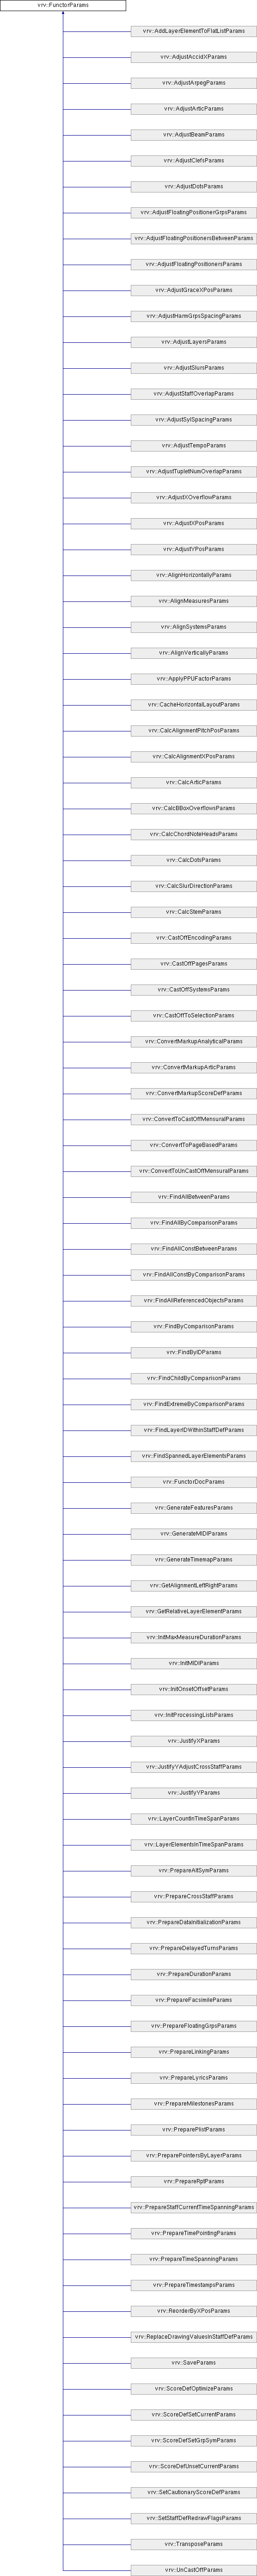 vrv::FunctorParams
vrv::AddLayerElementToFlatListParams
vrv::AdjustAccidXParams
vrv::AdjustArpegParams
vrv::AdjustArticParams
vrv::AdjustBeamParams
vrv::AdjustClefsParams
vrv::AdjustDotsParams
vrv::AdjustFloatingPositionerGrpsParams
vrv::AdjustFloatingPositionersBetweenParams
vrv::AdjustFloatingPositionersParams
vrv::AdjustGraceXPosParams
vrv::AdjustHarmGrpsSpacingParams
vrv::AdjustLayersParams
vrv::AdjustSlursParams
vrv::AdjustStaffOverlapParams
vrv::AdjustSylSpacingParams
vrv::AdjustTempoParams
vrv::AdjustTupletNumOverlapParams
vrv::AdjustXOverflowParams
vrv::AdjustXPosParams
vrv::AdjustYPosParams
vrv::AlignHorizontallyParams
vrv::AlignMeasuresParams
vrv::AlignSystemsParams
vrv::AlignVerticallyParams
vrv::ApplyPPUFactorParams
vrv::CacheHorizontalLayoutParams
vrv::CalcAlignmentPitchPosParams
vrv::CalcAlignmentXPosParams
vrv::CalcArticParams
vrv::CalcBBoxOverflowsParams
vrv::CalcChordNoteHeadsParams
vrv::CalcDotsParams
vrv::CalcSlurDirectionParams
vrv::CalcStemParams
vrv::CastOffEncodingParams
vrv::CastOffPagesParams
vrv::CastOffSystemsParams
vrv::CastOffToSelectionParams
vrv::ConvertMarkupAnalyticalParams
vrv::ConvertMarkupArticParams
vrv::ConvertMarkupScoreDefParams
vrv::ConvertToCastOffMensuralParams
vrv::ConvertToPageBasedParams
vrv::ConvertToUnCastOffMensuralParams
vrv::FindAllBetweenParams
vrv::FindAllByComparisonParams
vrv::FindAllConstBetweenParams
vrv::FindAllConstByComparisonParams
vrv::FindAllReferencedObjectsParams
vrv::FindByComparisonParams
vrv::FindByIDParams
vrv::FindChildByComparisonParams
vrv::FindExtremeByComparisonParams
vrv::FindLayerIDWithinStaffDefParams
vrv::FindSpannedLayerElementsParams
vrv::FunctorDocParams
vrv::GenerateFeaturesParams
vrv::GenerateMIDIParams
vrv::GenerateTimemapParams
vrv::GetAlignmentLeftRightParams
vrv::GetRelativeLayerElementParams
vrv::InitMaxMeasureDurationParams
vrv::InitMIDIParams
vrv::InitOnsetOffsetParams
vrv::InitProcessingListsParams
vrv::JustifyXParams
vrv::JustifyYAdjustCrossStaffParams
vrv::JustifyYParams
vrv::LayerCountInTimeSpanParams
vrv::LayerElementsInTimeSpanParams
vrv::PrepareAltSymParams
vrv::PrepareCrossStaffParams
vrv::PrepareDataInitializationParams
vrv::PrepareDelayedTurnsParams
vrv::PrepareDurationParams
vrv::PrepareFacsimileParams
vrv::PrepareFloatingGrpsParams
vrv::PrepareLinkingParams
vrv::PrepareLyricsParams
vrv::PrepareMilestonesParams
vrv::PreparePlistParams
vrv::PreparePointersByLayerParams
vrv::PrepareRptParams
vrv::PrepareStaffCurrentTimeSpanningParams
vrv::PrepareTimePointingParams
vrv::PrepareTimeSpanningParams
vrv::PrepareTimestampsParams
vrv::ReorderByXPosParams
vrv::ReplaceDrawingValuesInStaffDefParams
vrv::SaveParams
vrv::ScoreDefOptimizeParams
vrv::ScoreDefSetCurrentParams
vrv::ScoreDefSetGrpSymParams
vrv::ScoreDefUnsetCurrentParams
vrv::SetCautionaryScoreDefParams
vrv::SetStaffDefRedrawFlagsParams
vrv::TransposeParams
vrv::UnCastOffParams